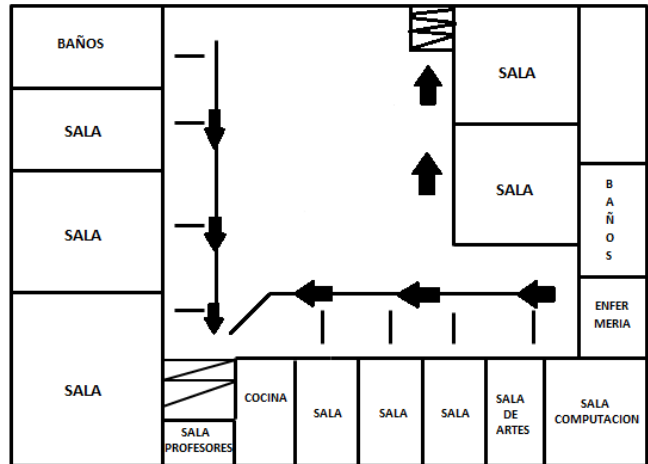 BAÑOS
SALA
SALA
SALA
SALA
SALA
B
A
Ñ
O
S
ENFER
MERIA
SALA
PROFESORES
COCINA
SALA
SALA
SALA
SALA
DE
ARTES
SALA
COMPUTACION